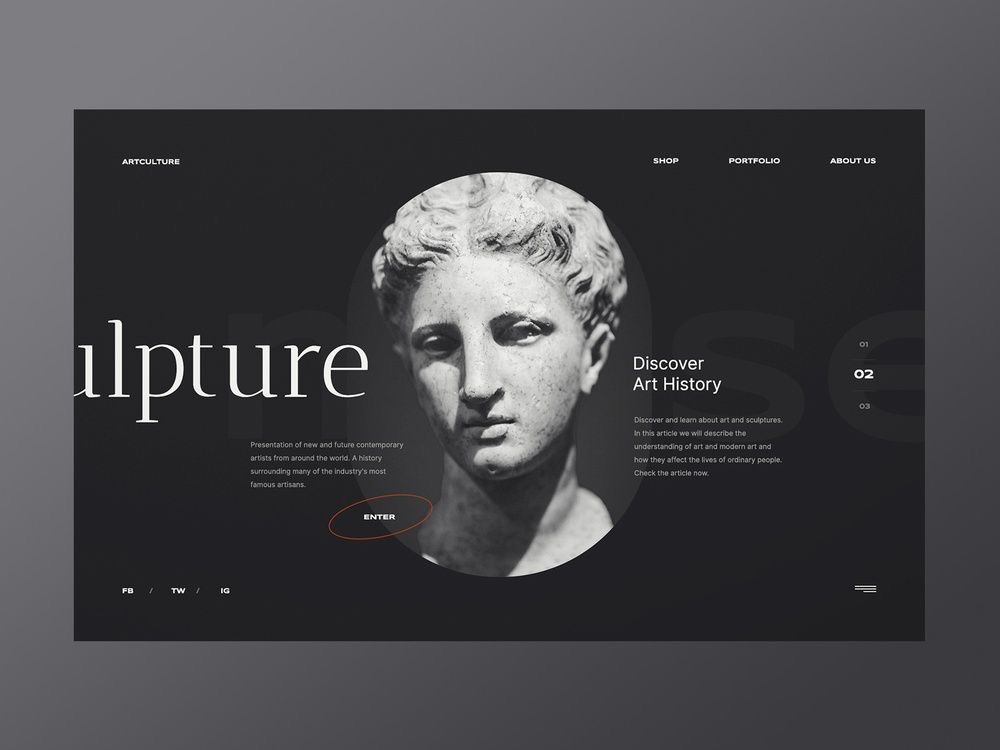 ARTCULTURE
SHOP PORTFOLIO ABOUT US
ulpture
Discover
Art History
01
02
03
Discover and learn about art and sculptures.
In this article we will describe the
understanding of art and modern art and
how they affect the lives of ordinary people.
Check the article now.
Presentation of new and future contemporary
artists from around the world. A history
surrounding many of the industry's most
famous artisans.
ENTER
FB / TW / IG